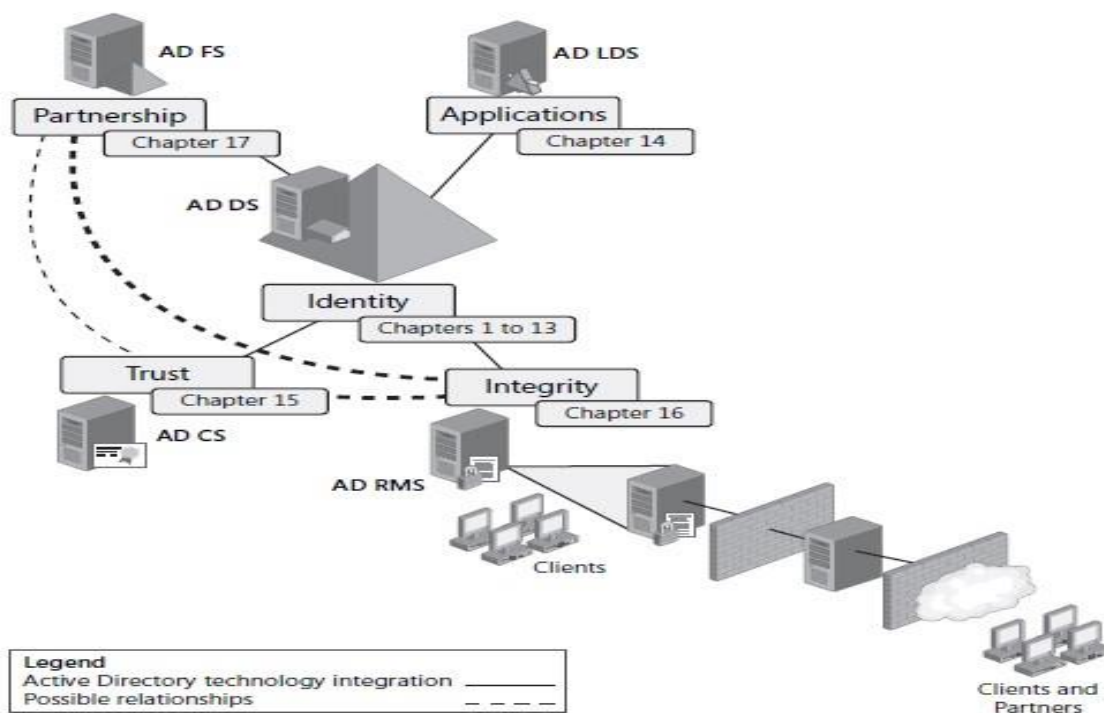 AD FS
AD LDS
Partnership
Chapter 17
Applications
Chapter 14
AD DS
Identity
Chapters 1 to 13
Trust
Chapter 15
AD CS
Integrity
Chapter 16
AD RMS
Clients
Legend
Active Directory technology integration
Possible relationships
Clients and
Partners